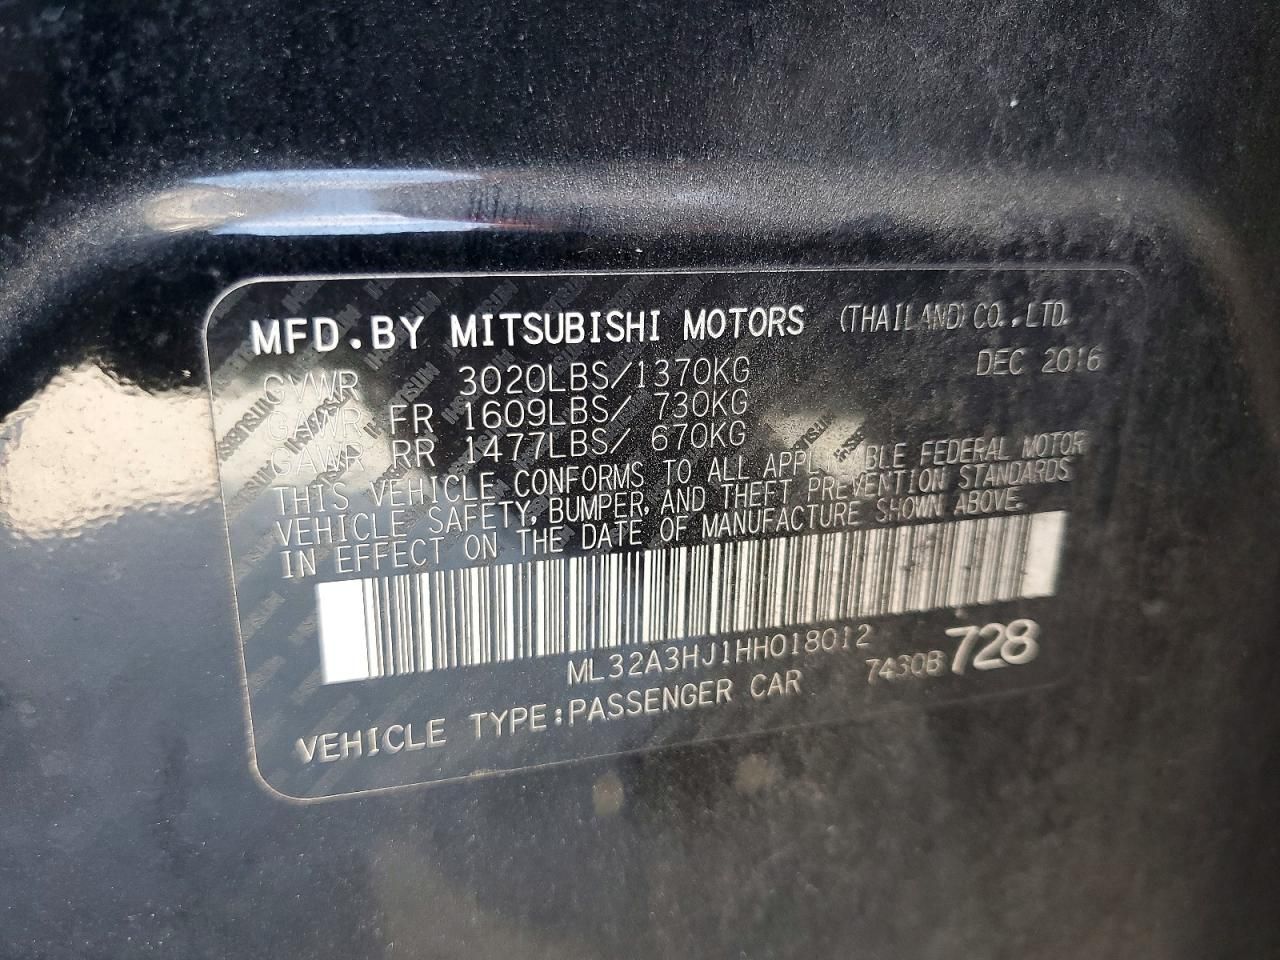 MFD.BY MITSUBISHI MOTORS (THAILAND) CO.,LTD.
DEC 2016
GVWR 3020LBS/1370KG
GAWR FR 1609LBS/ 730KG
GAWR RR 1477LBS/ 670KG
THIS VEHICLE CONFORMS TO ALL APPLICABLE FEDERAL MOTOR
VEHICLE SAFETY, BUMPER, AND THEFT PREVENTION STANDARDS
IN EFFECT ON THE DATE OF MANUFACTURE SHOWN ABOVE.
ML32A3HJ1HH018012
7430B 728
VEHICLE TYPE:PASSENGER CAR